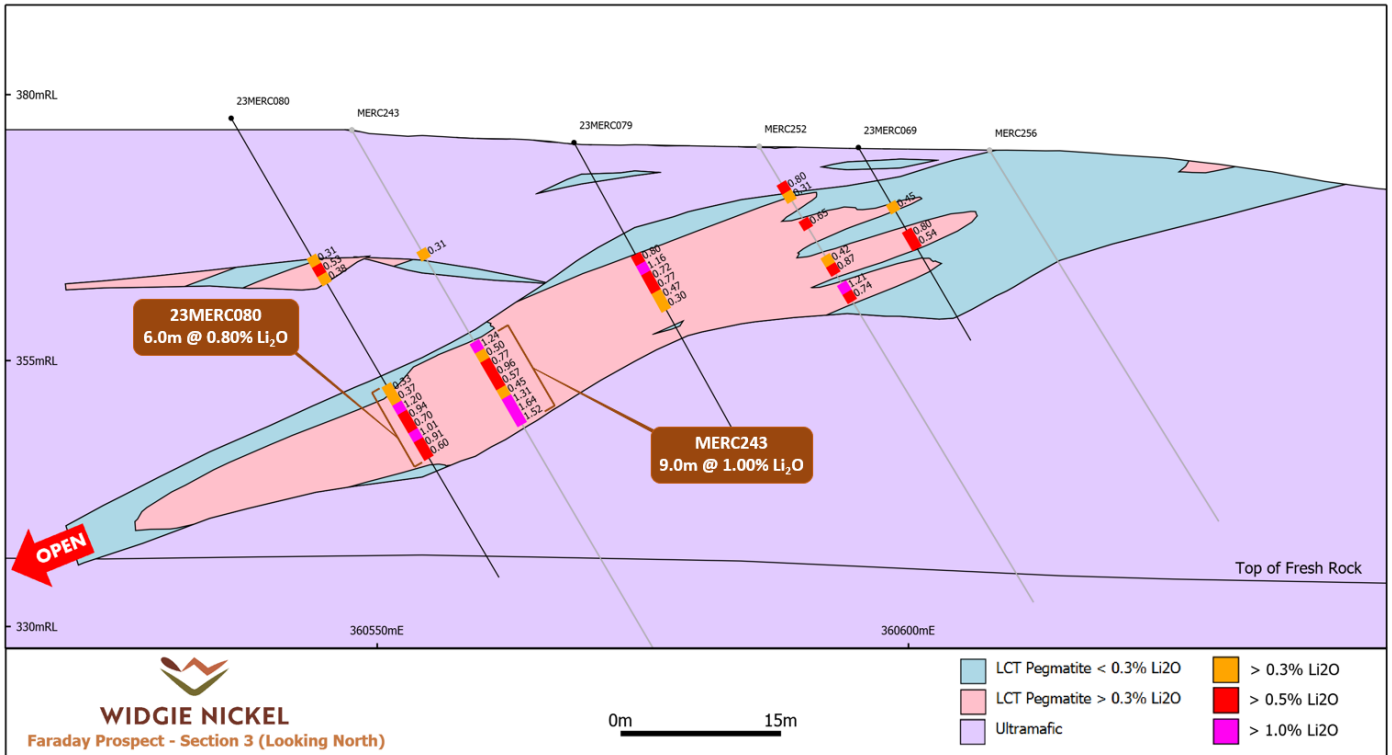 380mRL
23MERC080
MERC243
23MERC079
MERC252
23MERC069
MERC256
0.80
0.31
0.65
0.42
0.87
1.21
0.74
0.45
0.80
0.54
0.31
0.53
0.38
0.31
0.80
1.16
0.72
0.77
0.47
0.30
23MERC080
6.0m @ 0.80% Li₂O
355mRL
1.24
0.50
0.77
0.96
0.57
0.45
1.31
1.64
1.52
0.33
0.37
1.20
0.94
0.70
1.01
0.91
0.60
MERC243
9.0m @ 1.00% Li₂O
OPEN
Top of Fresh Rock
330mRL
360550mE
360600mE
WIDGIE NICKEL
Faraday Prospect - Section 3 (Looking North)
0m 15m
LCT Pegmatite < 0.3% Li2O
LCT Pegmatite > 0.3% Li2O
Ultramafic
> 0.3% Li2O
> 0.5% Li2O
> 1.0% Li2O